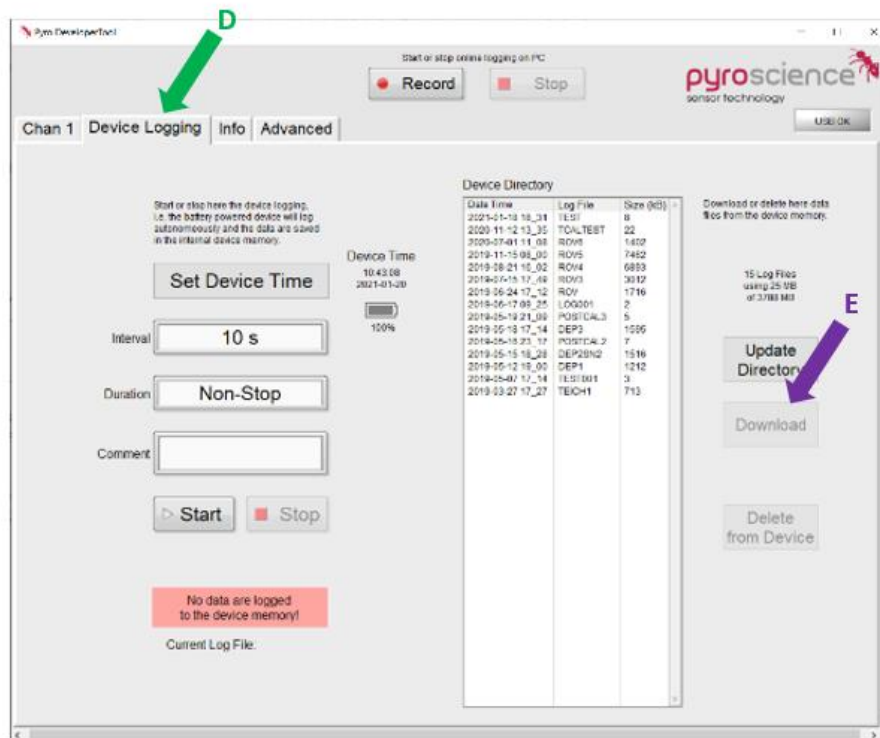 D
Pyro DeveloperTool
Start or stop online logging on PC
Record
Stop
pyroscience
sensor technology
USB OK
Chan 1
Device Logging
Info
Advanced
Start or stop here the device logging,
i.e. the battery powered device will log
autonomously and the data are saved
in the internal device memory.
Set Device Time
Device Time
10:43:08
2021-01-20
100%
Interval
10 s
Duration
Non-Stop
Comment
Start
Stop
No data are logged
to the device memory!
Current Log File:
Device Directory
Date Time Log File Size (kB)
2021-01-18 18_31 TEST 8
2020-11-12 13_35 TCALTEST 22
2020-07-01 11_08 ROV6 1402
2019-11-15 08_00 ROV5 7462
2019-08-21 10_02 ROV4 6893
2019-07-15 17_49 ROV3 3012
2019-06-24 17_12 ROV 1716
2019-06-17 09_25 LOG001 2
2019-05-19 21_09 POSTCAL3 5
2019-05-18 17_14 DEP3 1595
2019-05-16 23_17 POSTCAL2 7
2019-05-15 18_28 DEP2SN2 1516
2019-05-12 19_00 DEP1 1212
2019-05-07 17_14 TEST001 3
2019-03-27 17_27 TEICH1 713
Download or delete here data
files from the device memory.
15 Log Files
using 25 MB
of 3788 MB
E
Update
Directory
Download
Delete
from Device